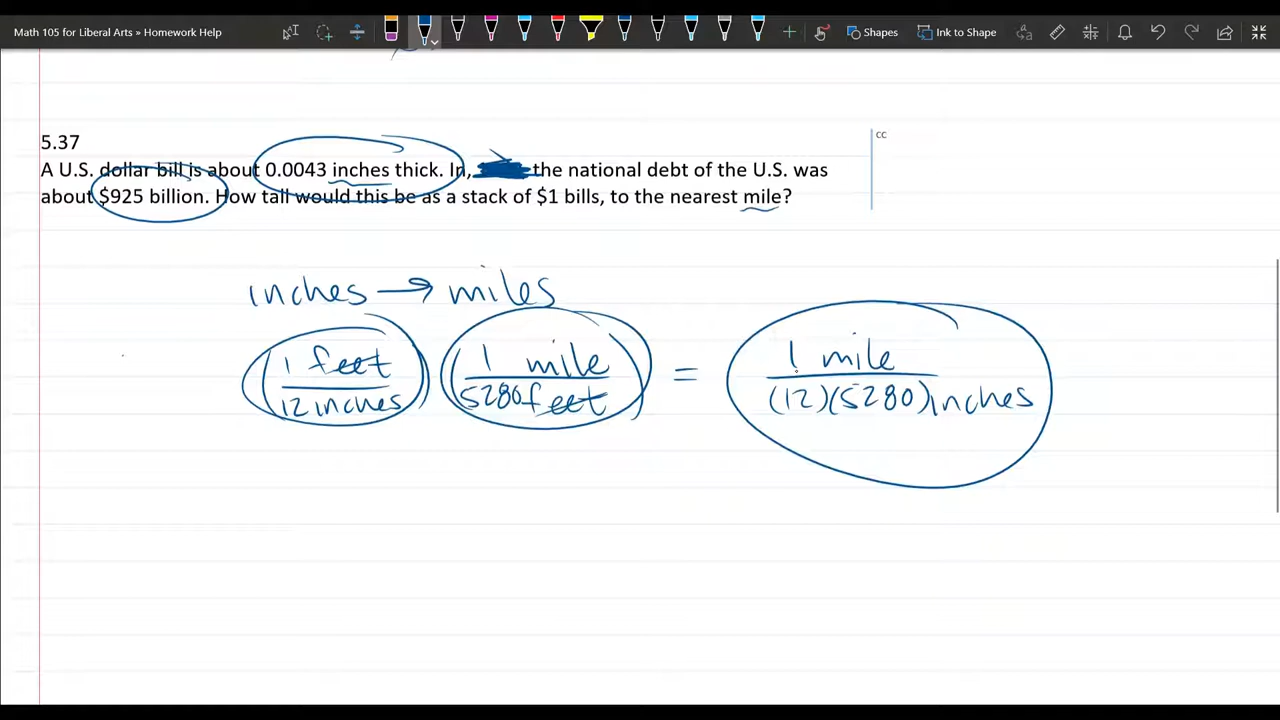 Math 105 for Liberal Arts » Homework Help
Shapes
Ink to Shape
5.37
cc
A U.S. dollar bill is about 0.0043 inches thick. In, the national debt of the U.S. was
about $925 billion. How tall would this be as a stack of $1 bills, to the nearest mile?
inches → miles
1 feet 1 mile = 1 mile
12 inches 5280 feet (12)(5280) inches